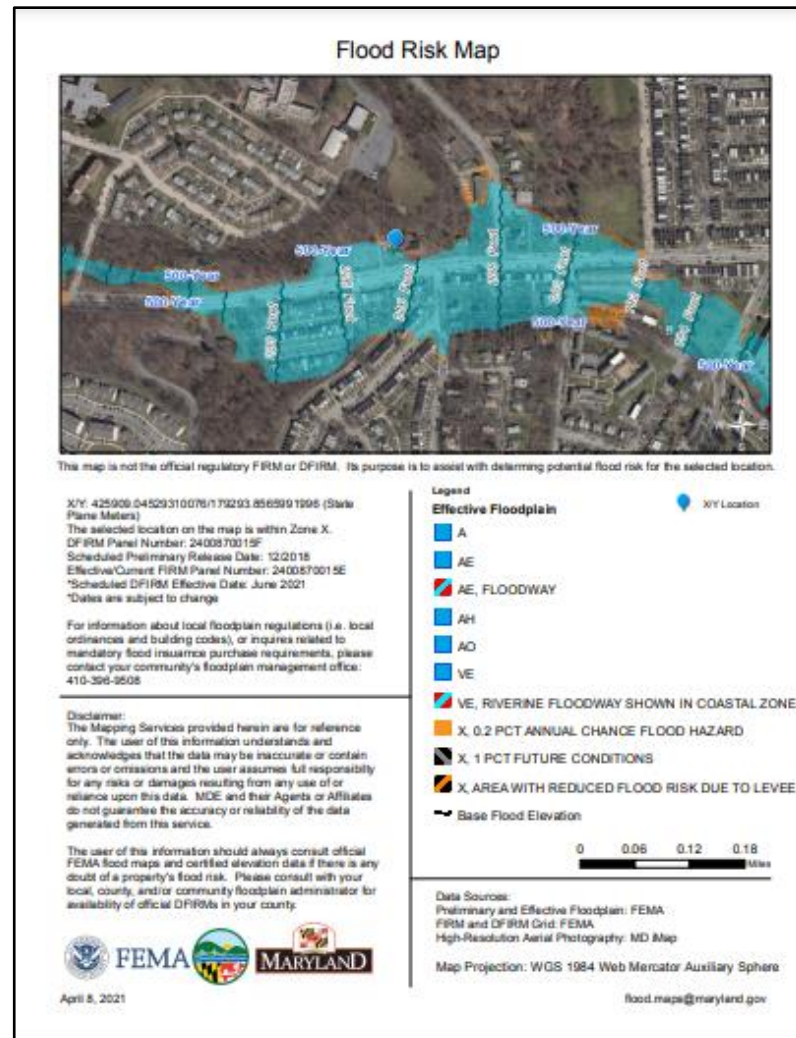 Flood Risk Map
500-Year
500-Year
500-Year
500-Year
500-Year
500-Year
This map is not the official regulatory FIRM or DFIRM. Its purpose is to assist with determing potential flood risk for the selected location.
X/Y: 425909.04529310076/179293.8565991996 (State
Plane Meters)
The selected location on the map is within Zone X.
DFIRM Panel Number: 2400870015F
Scheduled Preliminary Release Date: 12/2018
Effective/Current FIRM Panel Number: 2400870015E
*Scheduled DFIRM Effective Date: June 2021
*Dates are subject to change
For information about local floodplain regulations (i.e. local
ordinances and building codes), or inquires related to
mandatory flood insuarnce purchase requirements, please
contact your community's floodplain management office:
410-396-9508
Disclaimer:
The Mapping Services provided herein are for reference
only. The user of this information understands and
acknowledges that the data may be inaccurate or contain
errors or omissions and the user assumes full responsibilty
for any risks or damages resulting from any use of or
reliance upon this data. MDE and their Agents or Affiliates
do not guarantee the accuracy or reliability of the data
generated from this service.
The user of this information should always consult official
FEMA flood maps and certified elevation data if there is any
doubt of a property's flood risk. Please consult with your
local, county, and/or community floodplain administrator for
availability of official DFIRMs in your county.
FEMA
MARYLAND
April 8, 2021
Legend
Effective Floodplain
X/Y Location
A
AE
AE, FLOODWAY
AH
AO
VE
VE, RIVERINE FLOODWAY SHOWN IN COASTAL ZONE
X, 0.2 PCT ANNUAL CHANCE FLOOD HAZARD
X, 1 PCT FUTURE CONDITIONS
X, AREA WITH REDUCED FLOOD RISK DUE TO LEVEE
Base Flood Elevation
0 0.06 0.12 0.18
Miles
Data Sources:
Preliminary and Effective Floodplain: FEMA
FIRM and DFIRM Grid: FEMA
High-Resolution Aerial Photography: MD iMap
Map Projection: WGS 1984 Web Mercator Auxiliary Sphere
flood.maps@maryland.gov